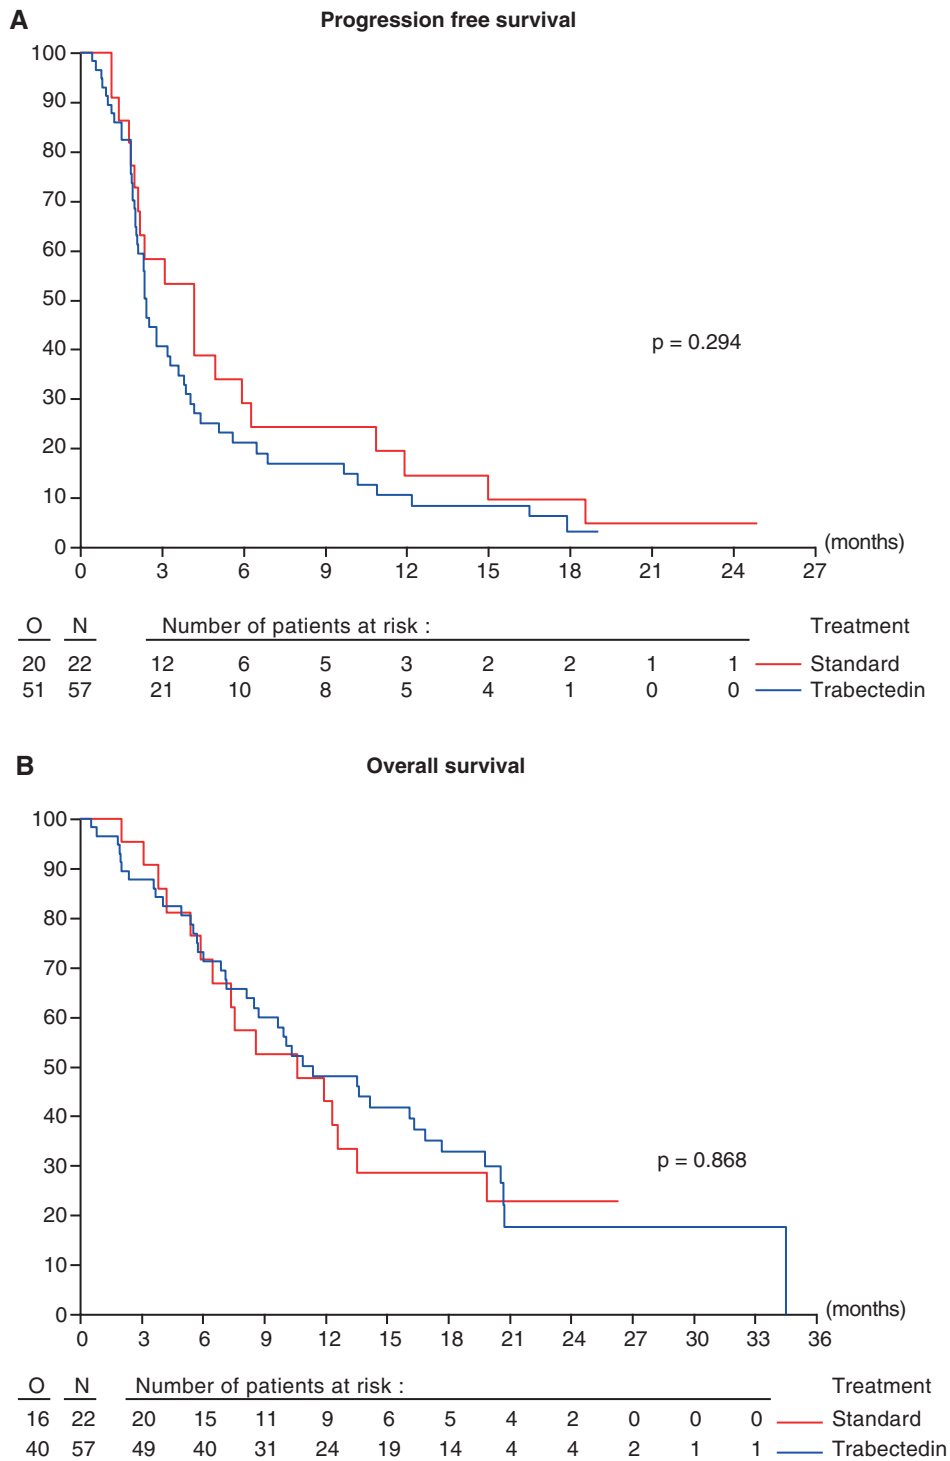 A
Progression free survival
100
90
80
70
60
50
40
30
20
10
0
p = 0.294
(months)
0 3 6 9 12 15 18 21 24 27
O N Number of patients at risk : Treatment
20 22 12 6 5 3 2 2 1 1 Standard
51 57 21 10 8 5 4 1 0 0 Trabectedin
B
Overall survival
100
90
80
70
60
50
40
30
20
10
0
p = 0.868
(months)
0 3 6 9 12 15 18 21 24 27 30 33 36
O N Number of patients at risk : Treatment
16 22 20 15 11 9 6 5 4 2 0 0 0 Standard
40 57 49 40 31 24 19 14 4 4 2 1 1 Trabectedin